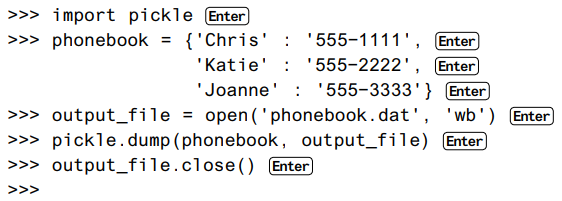 >>> import pickle Enter
>>> phonebook = {'Chris' : '555-1111', Enter
'Katie' : '555-2222', Enter
'Joanne' : '555-3333'} Enter
>>> output_file = open('phonebook.dat', 'wb') Enter
>>> pickle.dump(phonebook, output_file) Enter
>>> output_file.close() Enter
>>>